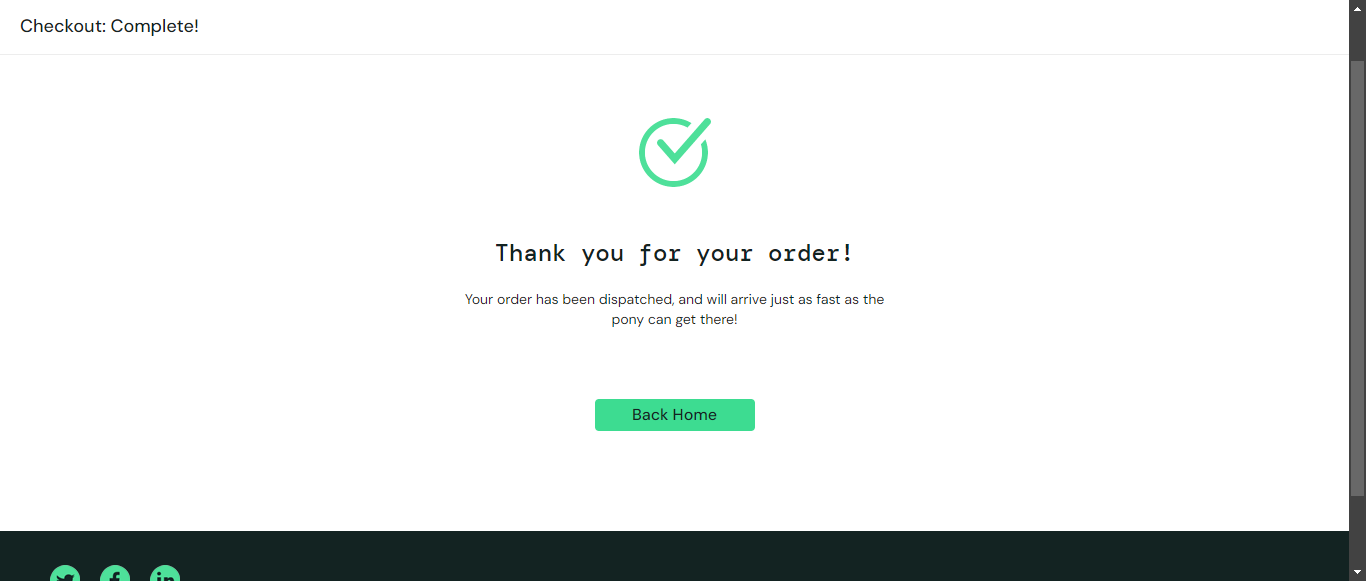 Checkout: Complete!
Thank you for your order!
Your order has been dispatched, and will arrive just as fast as the
pony can get there!
Back Home